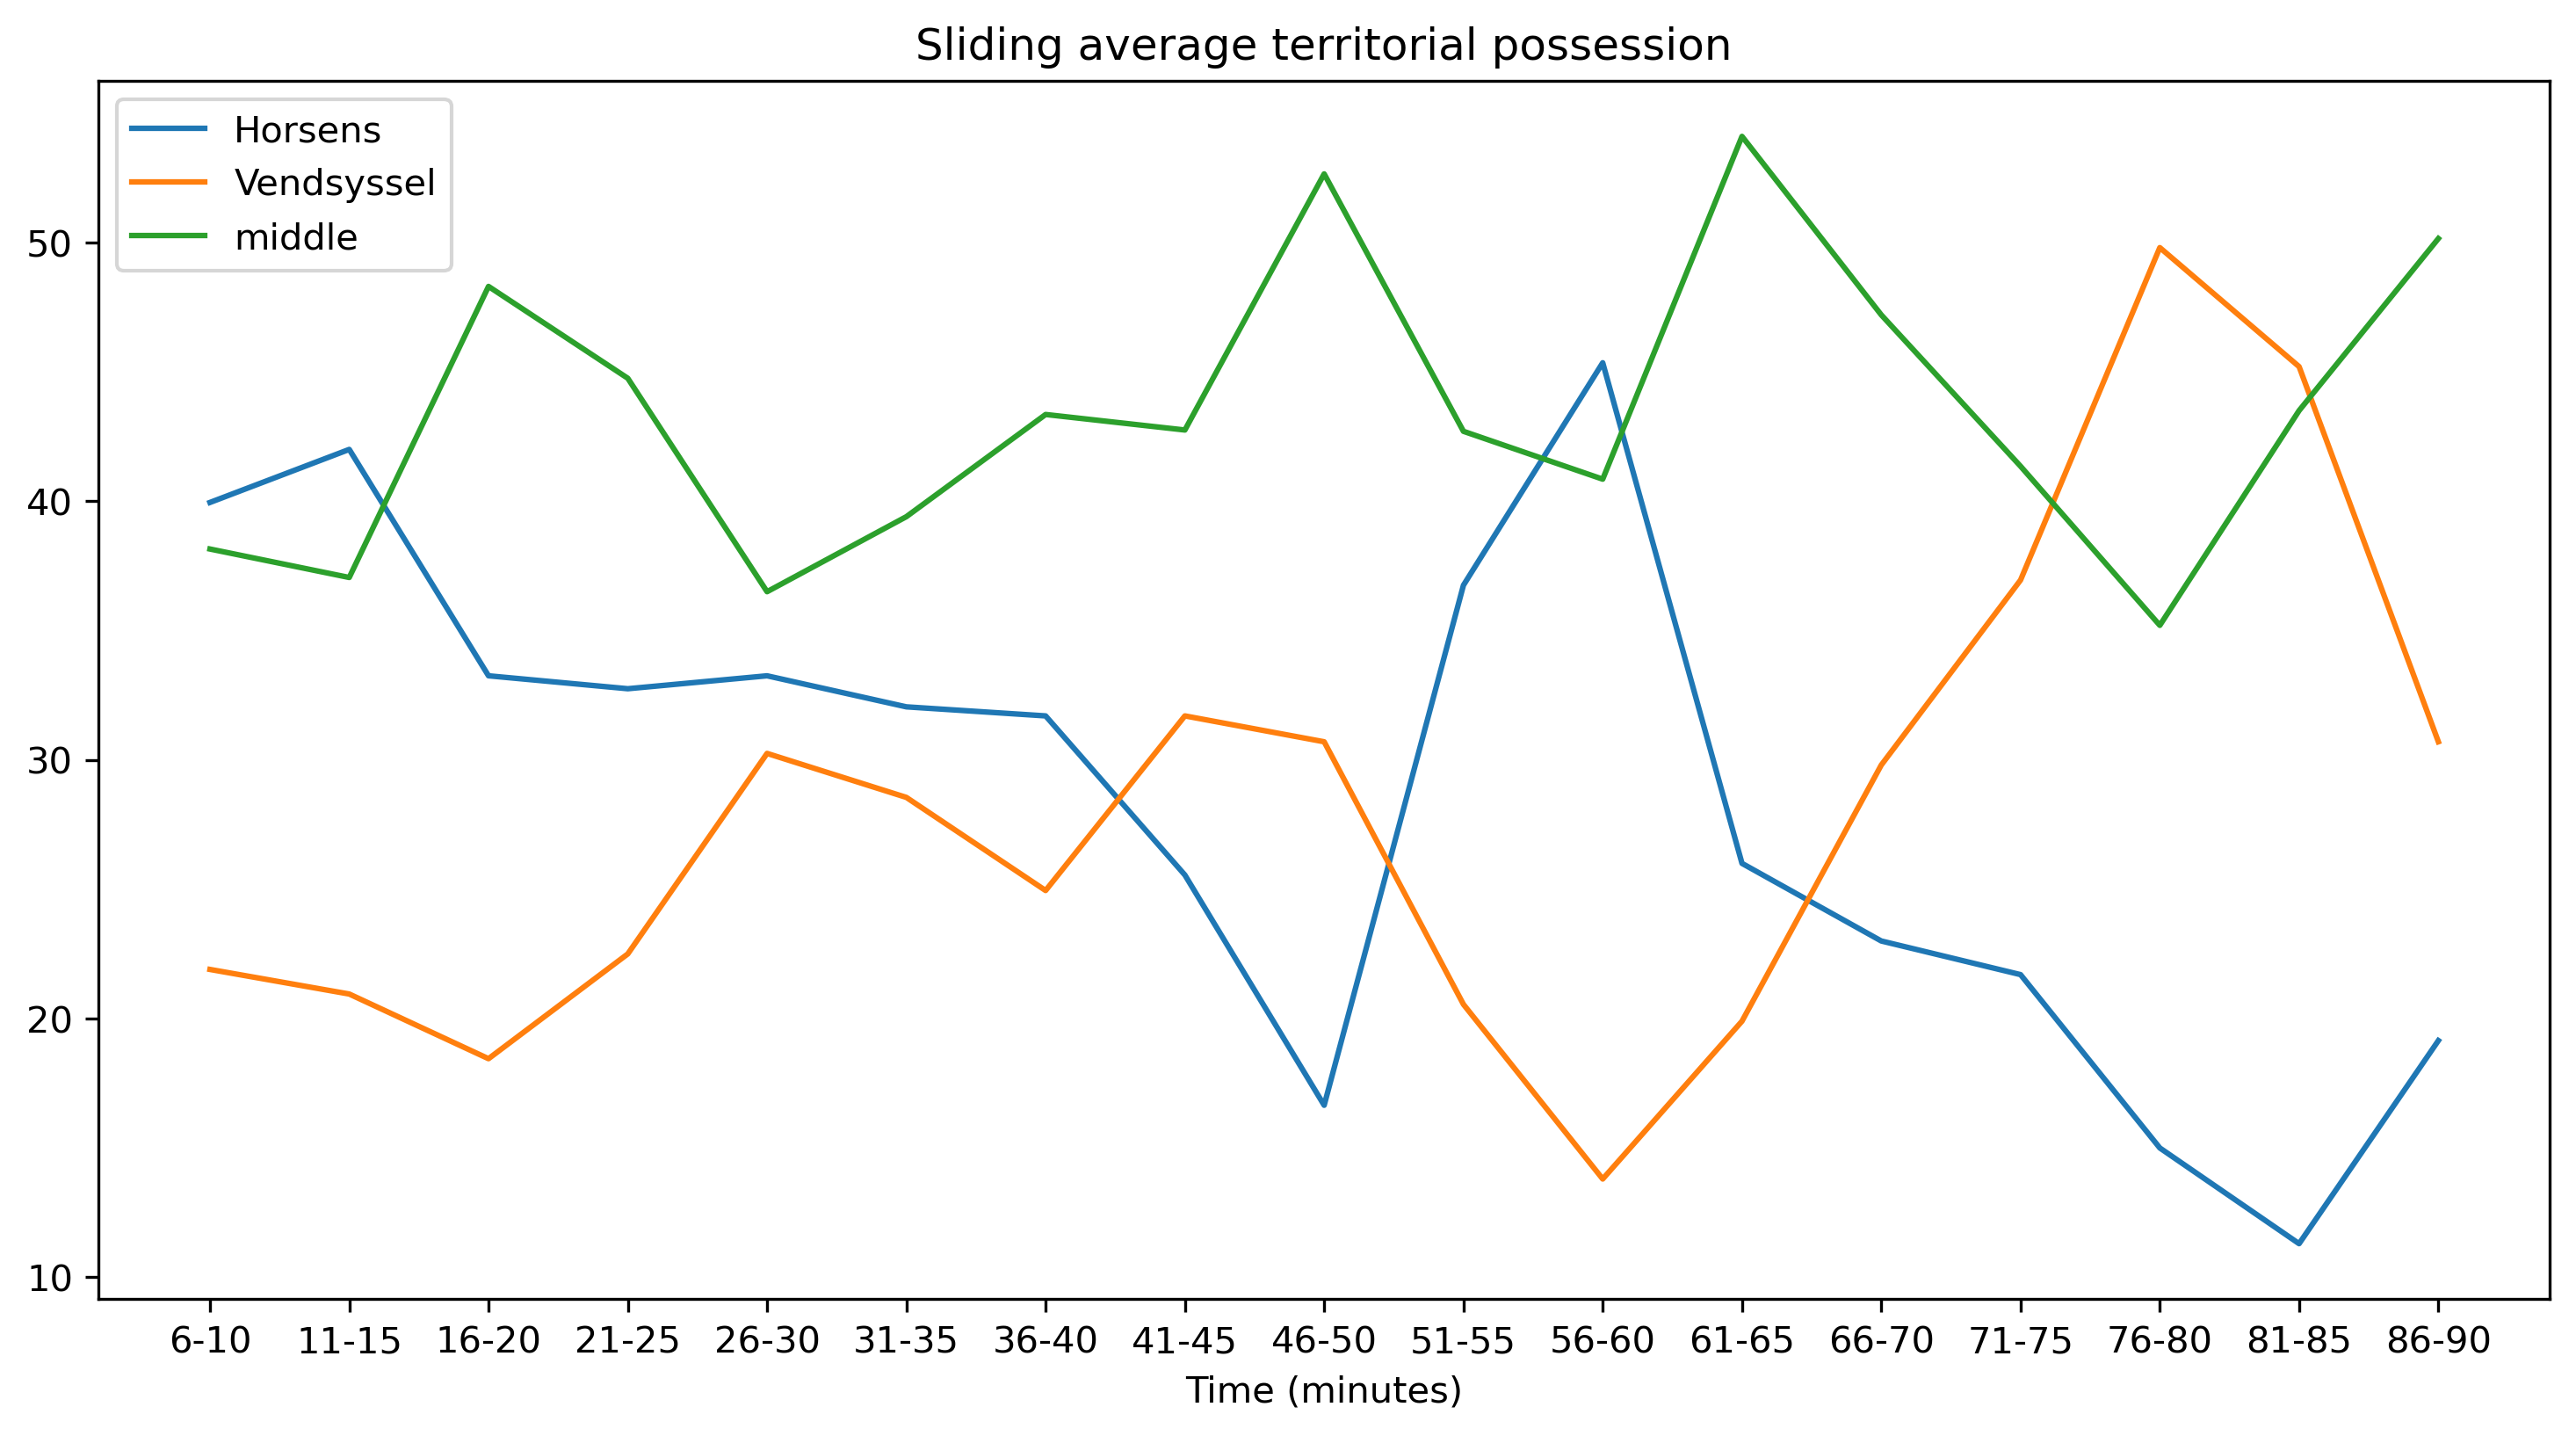 Sliding average territorial possession
Horsens
Vendsyssel
middle
50
40
30
20
10
6-10 11-15 16-20 21-25 26-30 31-35 36-40 41-45 46-50 51-55 56-60 61-65 66-70 71-75 76-80 81-85 86-90
Time (minutes)